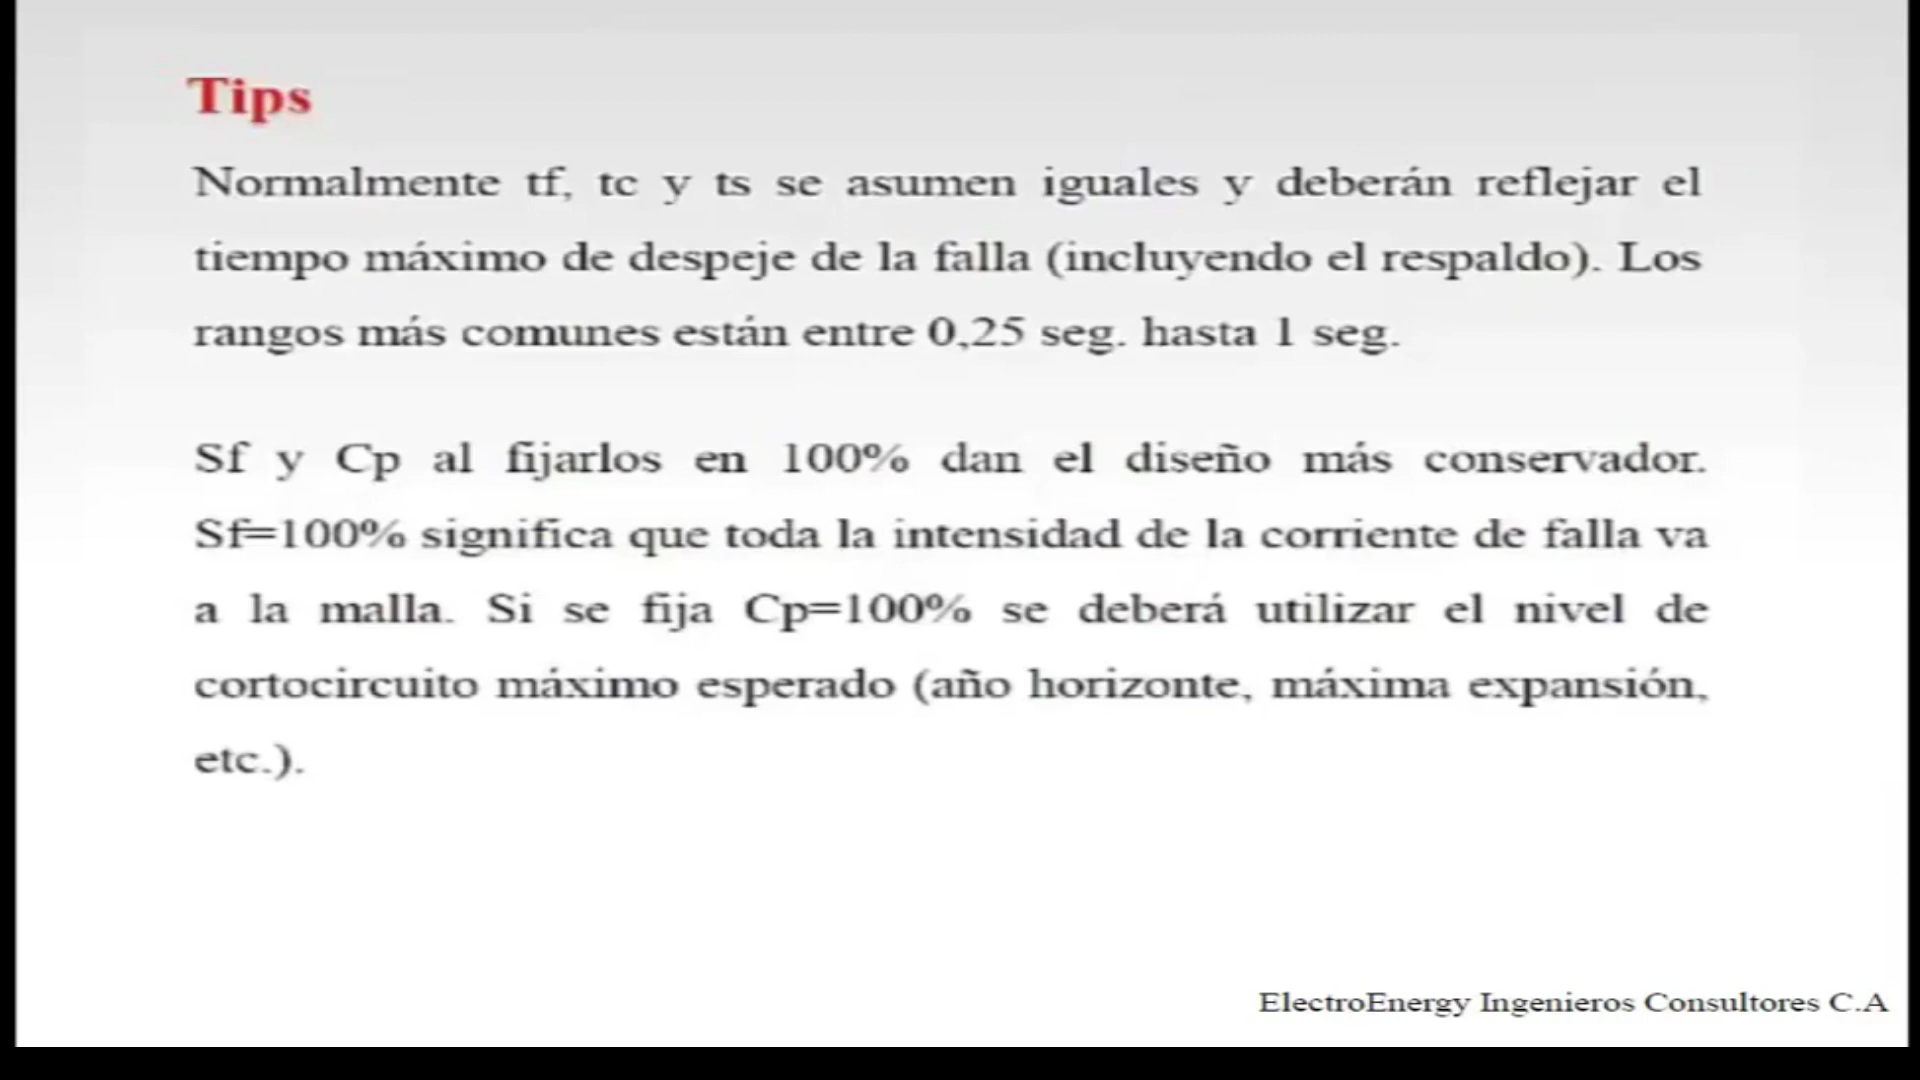 Tips
Normalmente tf, tc y ts se asumen iguales y deberán reflejar el
tiempo máximo de despeje de la falla (incluyendo el respaldo). Los
rangos más comunes están entre 0,25 seg. hasta 1 seg.
Sf y Cp al fijarlos en 100% dan el diseño más conservador.
Sf=100% significa que toda la intensidad de la corriente de falla va
a la malla. Si se fija Cp=100% se deberá utilizar el nivel de
cortocircuito máximo esperado (año horizonte, máxima expansión,
etc.).
ElectroEnergy Ingenieros Consultores C.A